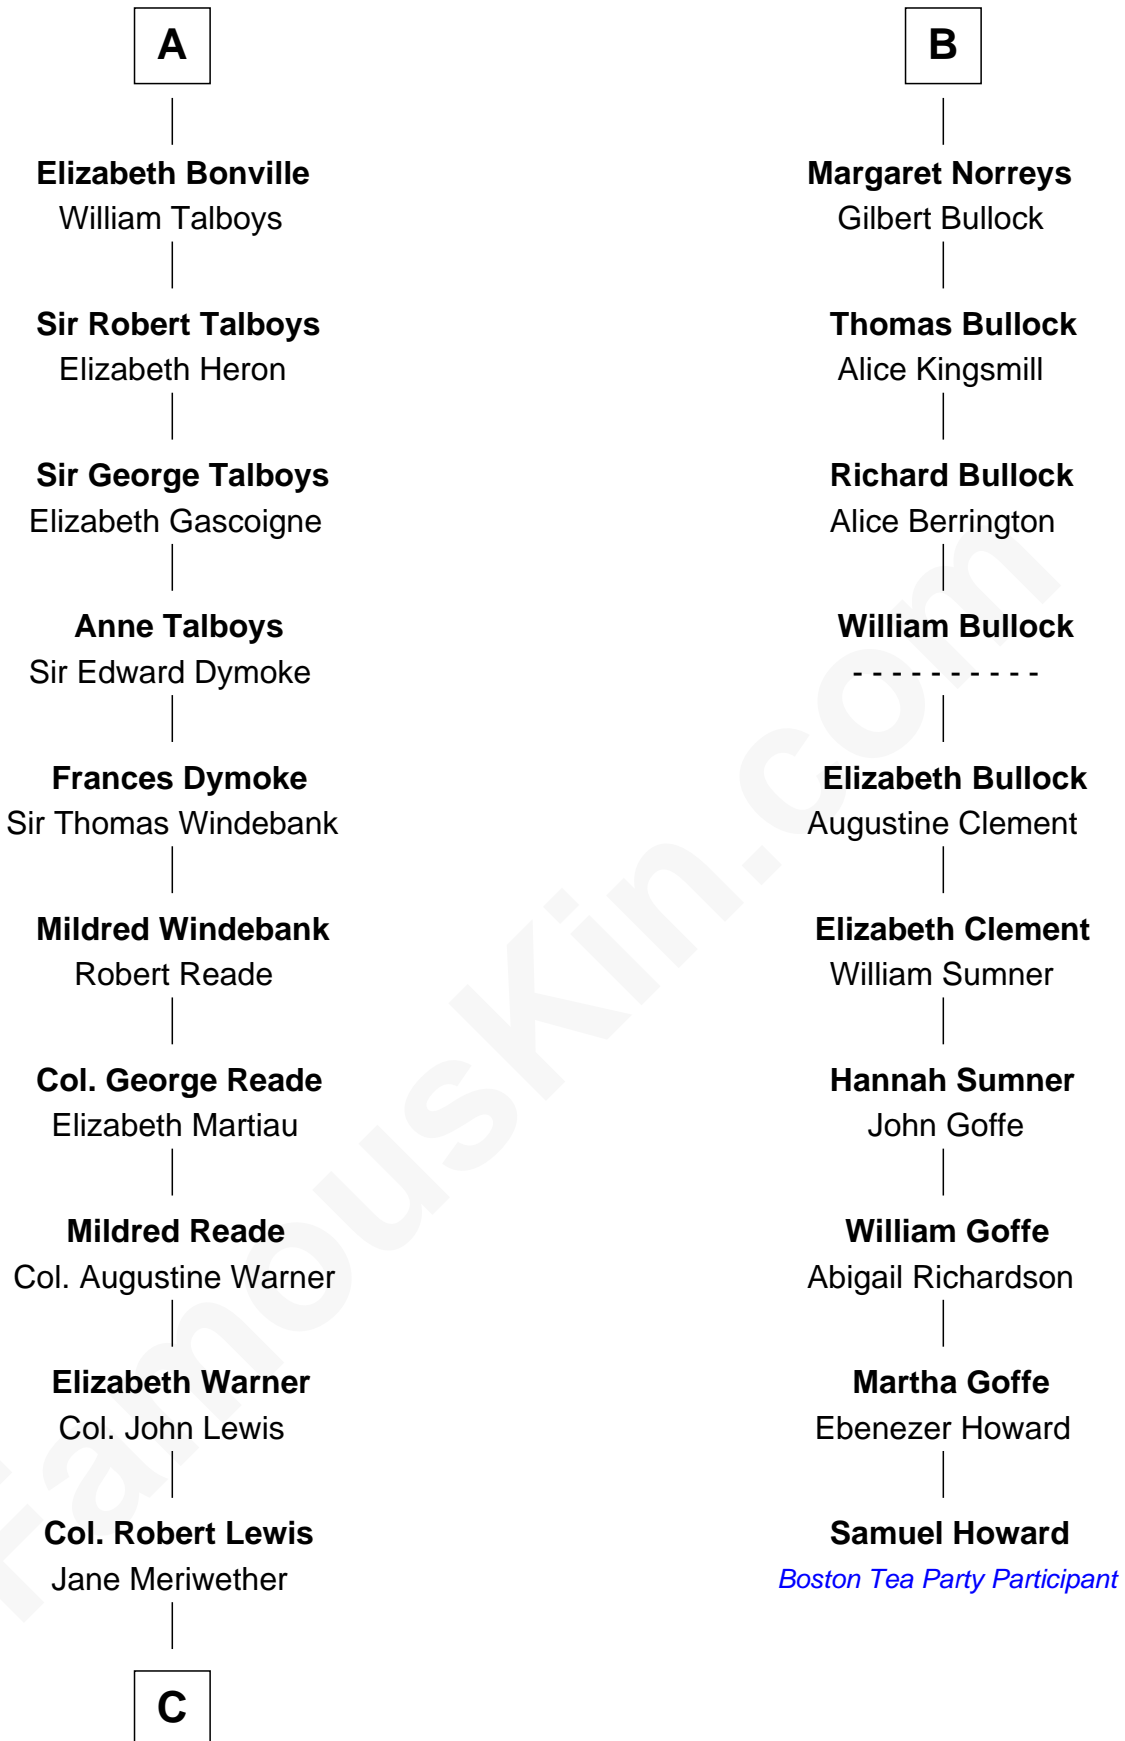 A
Elizabeth Bonville
William Talboys
Sir Robert Talboys
Elizabeth Heron
Sir George Talboys
Elizabeth Gascoigne
Anne Talboys
Sir Edward Dymoke
Frances Dymoke
Sir Thomas Windebank
Mildred Windebank
Robert Reade
Col. George Reade
Elizabeth Martiau
Mildred Reade
Col. Augustine Warner
Elizabeth Warner
Col. John Lewis
Col. Robert Lewis
Jane Meriwether
C
B
Margaret Norreys
Gilbert Bullock
Thomas Bullock
Alice Kingsmill
Richard Bullock
Alice Berrington
William Bullock
- - - - - - - - - -
Elizabeth Bullock
Augustine Clement
Elizabeth Clement
William Sumner
Hannah Sumner
John Goffe
William Goffe
Abigail Richardson
Martha Goffe
Ebenezer Howard
Samuel Howard
Boston Tea Party Participant
FamousKin.com